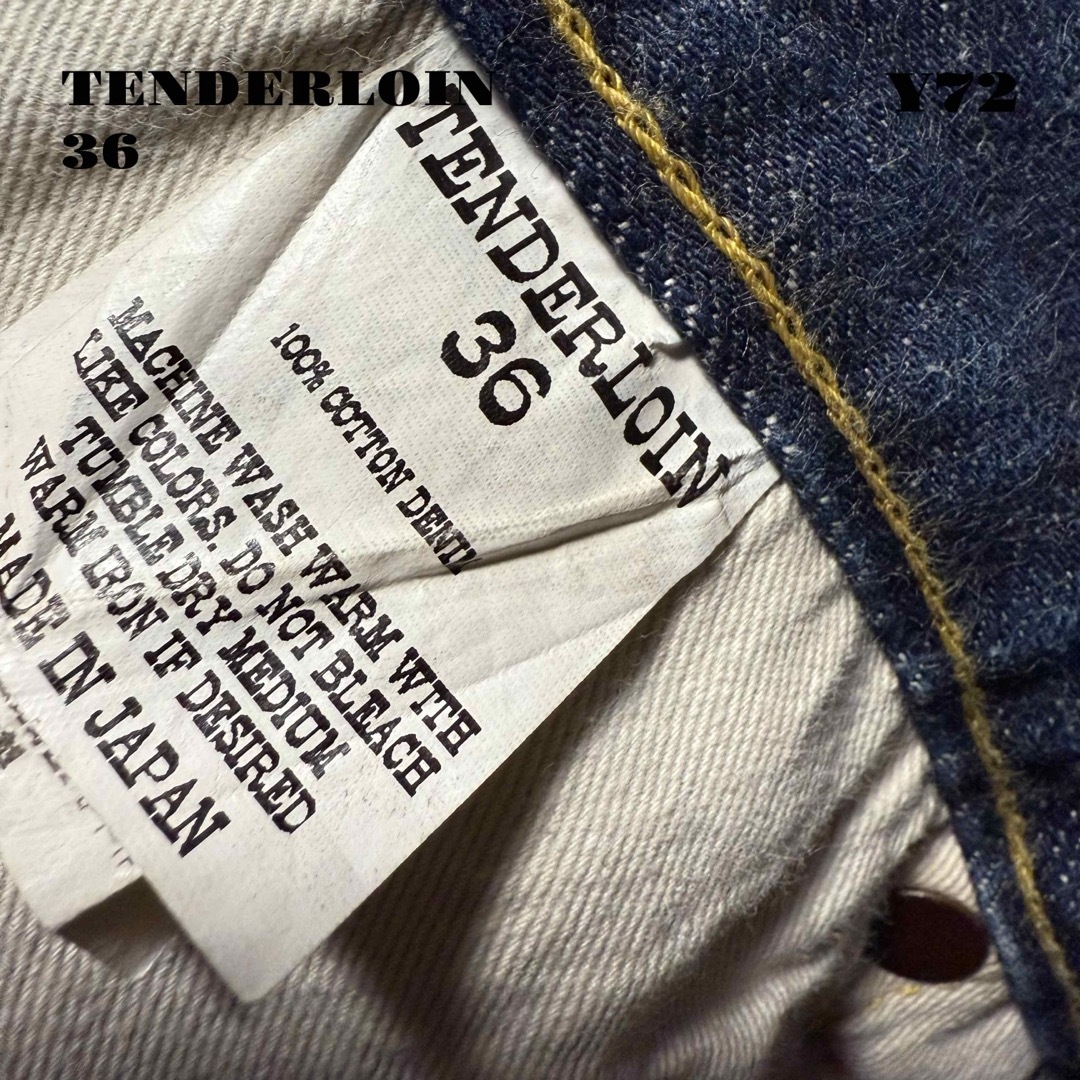 TENDERLOIN
36
Y72
TENDERLOIN
36
100% COTTON DENIM
MACHINE WASH WARM WITH
LIKE COLORS. DO NOT BLEACH
TUMBLE DRY MEDIUM
WARM IRON IF DESIRED
MADE IN JAPAN